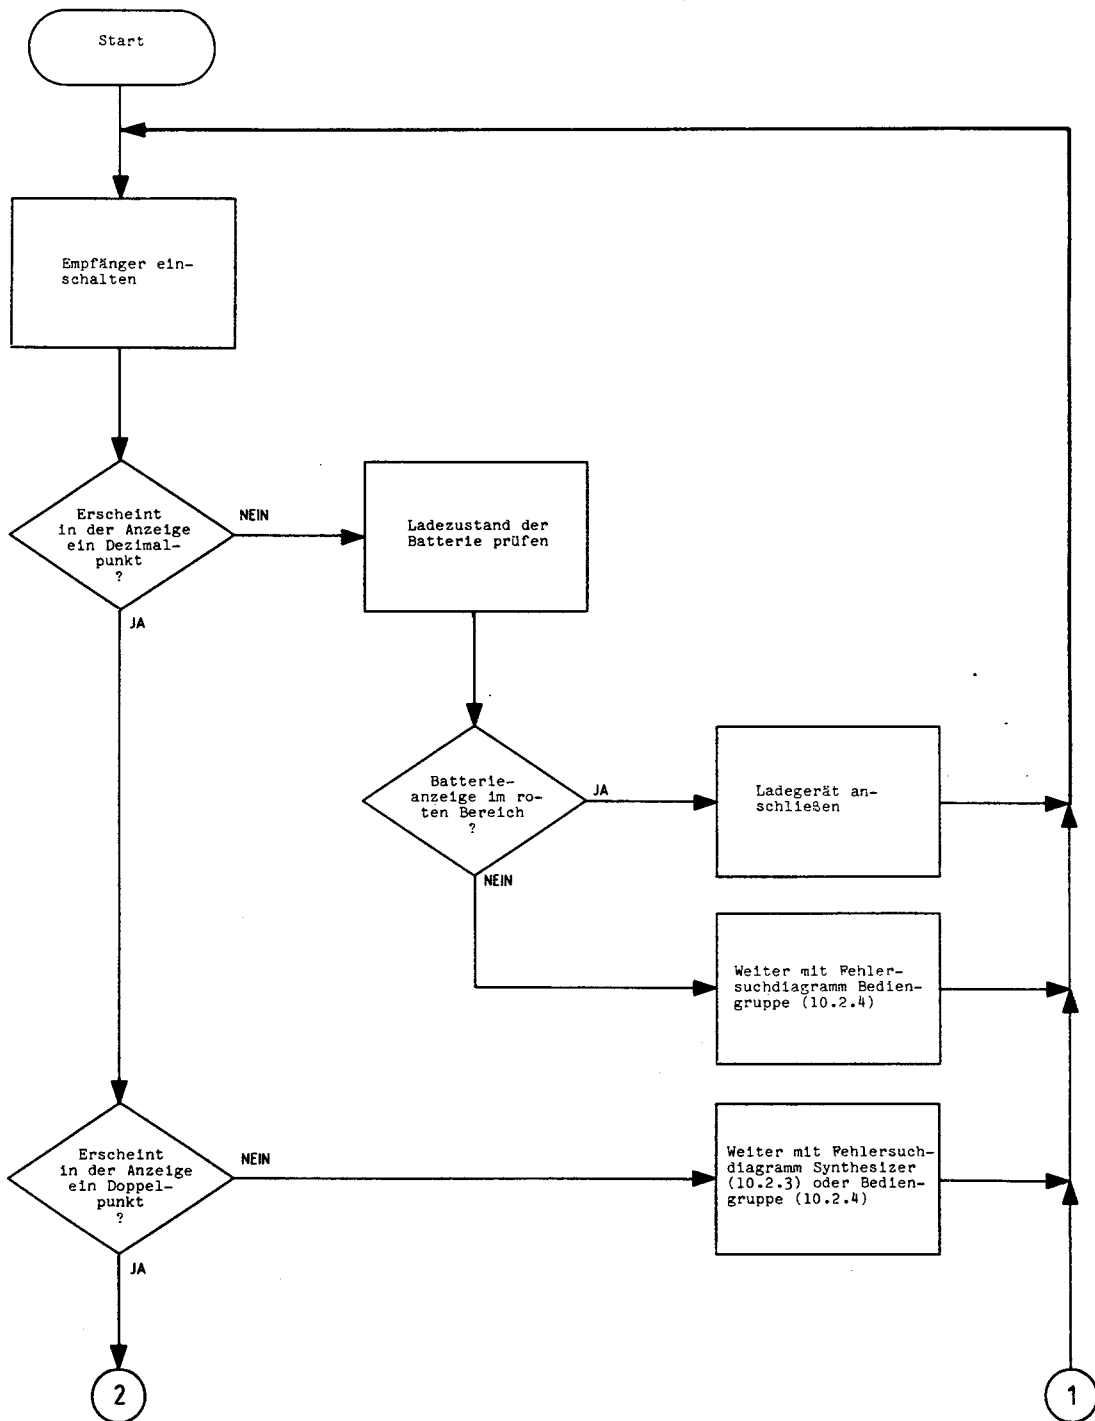 Start
Empfänger ein-
schalten
Erscheint
in der Anzeige
ein Dezimal-
punkt
?
NEIN
JA
Ladezustand der
Batterie prüfen
Batterie-
anzeige im ro-
ten Bereich
?
JA
NEIN
Ladegerät an-
schließen
Weiter mit Fehler-
suchdiagramm Bedien-
gruppe (10.2.4)
Erscheint
in der Anzeige
ein Doppel-
punkt
?
NEIN
JA
Weiter mit Fehlersuch-
diagramm Synthesizer
(10.2.3) oder Bedien-
gruppe (10.2.4)
2
1